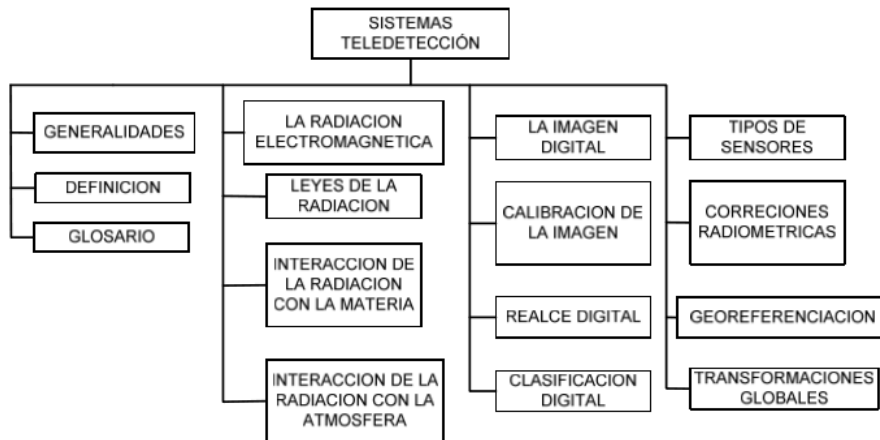 SISTEMAS
TELEDETECCIÓN
GENERALIDADES
DEFINICION
GLOSARIO
LA RADIACION
ELECTROMAGNETICA
LEYES DE LA
RADIACION
INTERACCION DE
LA RADIACION
CON LA MATERIA
INTERACCION DE LA
RADIACION CON LA
ATMOSFERA
LA IMAGEN
DIGITAL
CALIBRACION DE
LA IMAGEN
REALCE DIGITAL
CLASIFICACION
DIGITAL
TIPOS DE
SENSORES
CORRECIONES
RADIOMETRICAS
GEOREFERENCIACION
TRANSFORMACIONES
GLOBALES